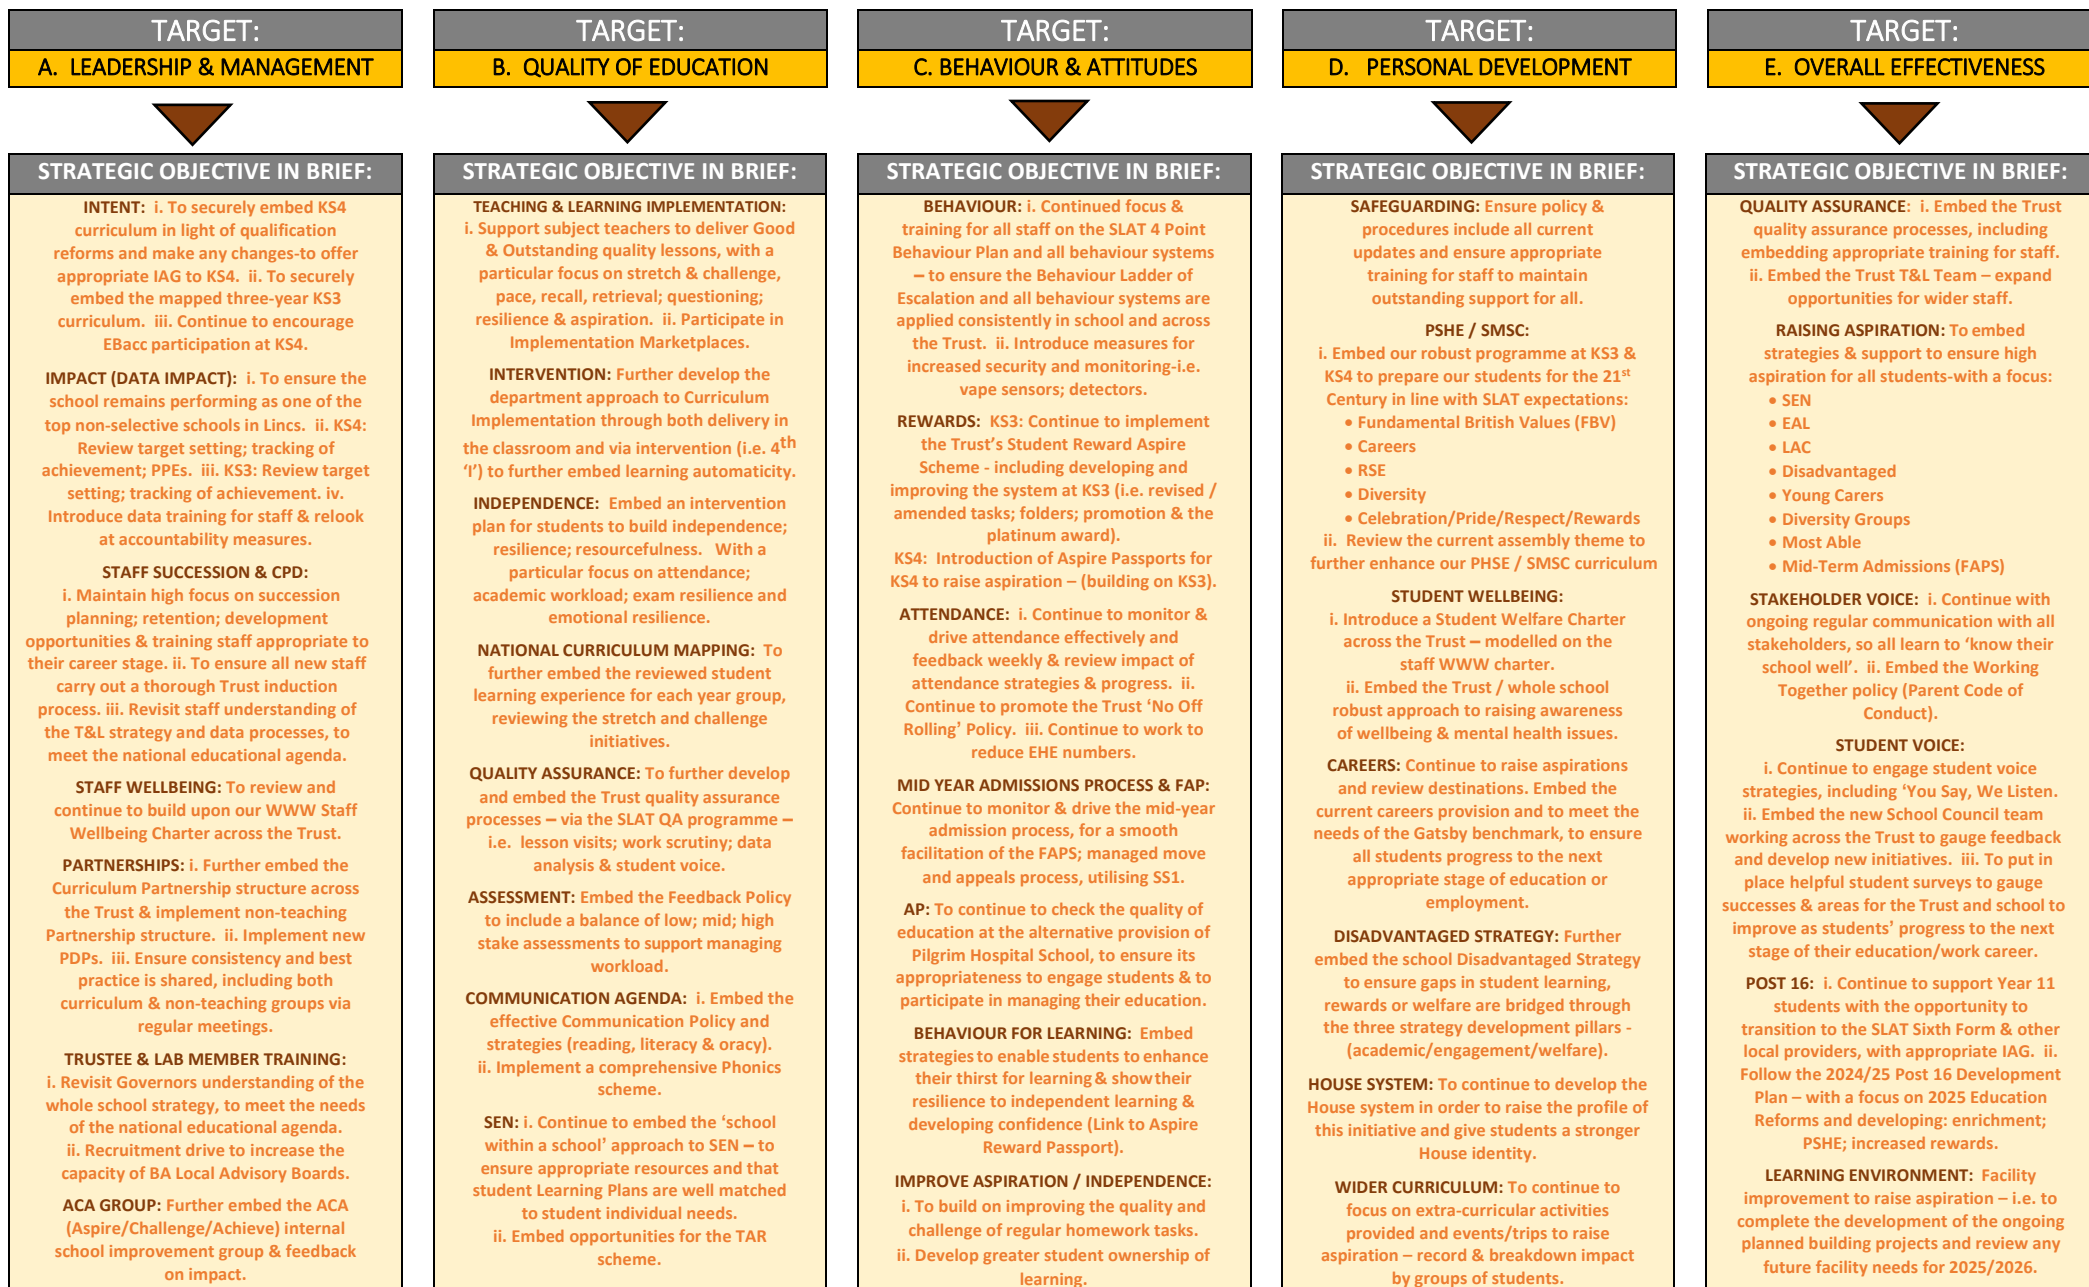 TARGET:
A. LEADERSHIP & MANAGEMENT
STRATEGIC OBJECTIVE IN BRIEF:
INTENT: i. To securely embed KS4
curriculum in light of qualification
reforms and make any changes-to offer
appropriate IAG to KS4. ii. To securely
embed the mapped three-year KS3
curriculum. iii. Continue to encourage
EBacc participation at KS4.
IMPACT (DATA IMPACT): i. To ensure the
school remains performing as one of the
top non-selective schools in Lincs. ii. KS4:
Review target setting; tracking of
achievement; PPEs. iii. KS3: Review target
setting; tracking of achievement. iv.
Introduce data training for staff & relook
at accountability measures.
STAFF SUCCESSION & CPD:
i. Maintain high focus on succession
planning; retention; development
opportunities & training staff appropriate to
their career stage. ii. To ensure all new staff
carry out a thorough Trust induction
process. iii. Revisit staff understanding of
the T&L strategy and data processes, to
meet the national educational agenda.
STAFF WELLBEING: To review and
continue to build upon our WWW Staff
Wellbeing Charter across the Trust.
PARTNERSHIPS: i. Further embed the
Curriculum Partnership structure across
the Trust & implement non-teaching
Partnership structure. ii. Implement new
PDPs. iii. Ensure consistency and best
practice is shared, including both
curriculum & non-teaching groups via
regular meetings.
TRUSTEE & LAB MEMBER TRAINING:
i. Revisit Governors understanding of the
whole school strategy, to meet the needs
of the national educational agenda.
ii. Recruitment drive to increase the
capacity of BA Local Advisory Boards.
ACA GROUP: Further embed the ACA
(Aspire/Challenge/Achieve) internal
school improvement group & feedback
on impact.
TARGET:
B. QUALITY OF EDUCATION
STRATEGIC OBJECTIVE IN BRIEF:
TEACHING & LEARNING IMPLEMENTATION:
i. Support subject teachers to deliver Good
& Outstanding quality lessons, with a
particular focus on stretch & challenge,
pace, recall, retrieval; questioning;
resilience & aspiration. ii. Participate in
Implementation Marketplaces.
INTERVENTION: Further develop the
department approach to Curriculum
Implementation through both delivery in
the classroom and via intervention (i.e. 4th
'I') to further embed learning automaticity.
INDEPENDENCE: Embed an intervention
plan for students to build independence;
resilience; resourcefulness. With a
particular focus on attendance;
academic workload; exam resilience and
emotional resilience.
NATIONAL CURRICULUM MAPPING: To
further embed the reviewed student
learning experience for each year group,
reviewing the stretch and challenge
initiatives.
QUALITY ASSURANCE: To further develop
and embed the Trust quality assurance
processes – via the SLAT QA programme –
i.e. lesson visits; work scrutiny; data
analysis & student voice.
ASSESSMENT: Embed the Feedback Policy
to include a balance of low; mid; high
stake assessments to support managing
workload.
COMMUNICATION AGENDA: i. Embed the
effective Communication Policy and
strategies (reading, literacy & oracy).
ii. Implement a comprehensive Phonics
scheme.
SEN: i. Continue to embed the 'school
within a school' approach to SEN – to
ensure appropriate resources and that
student Learning Plans are well matched
to student individual needs.
ii. Embed opportunities for the TAR
scheme.
TARGET:
C. BEHAVIOUR & ATTITUDES
STRATEGIC OBJECTIVE IN BRIEF:
BEHAVIOUR: i. Continued focus &
training for all staff on the SLAT 4 Point
Behaviour Plan and all behaviour systems
– to ensure the Behaviour Ladder of
Escalation and all behaviour systems are
applied consistently in school and across
the Trust. ii. Introduce measures for
increased security and monitoring-i.e.
vape sensors; detectors.
REWARDS: KS3: Continue to implement
the Trust's Student Reward Aspire
Scheme - including developing and
improving the system at KS3 (i.e. revised /
amended tasks; folders; promotion & the
platinum award).
KS4: Introduction of Aspire Passports for
KS4 to raise aspiration – (building on KS3).
ATTENDANCE: i. Continue to monitor &
drive attendance effectively and
feedback weekly & review impact of
attendance strategies & progress. ii.
Continue to promote the Trust 'No Off
Rolling' Policy. iii. Continue to work to
reduce EHE numbers.
MID YEAR ADMISSIONS PROCESS & FAP:
Continue to monitor & drive the mid-year
admission process, for a smooth
facilitation of the FAPS; managed move
and appeals process, utilising SS1.
AP: To continue to check the quality of
education at the alternative provision of
Pilgrim Hospital School, to ensure its
appropriateness to engage students & to
participate in managing their education.
BEHAVIOUR FOR LEARNING: Embed
strategies to enable students to enhance
their thirst for learning & show their
resilience to independent learning &
developing confidence (Link to Aspire
Reward Passport).
IMPROVE ASPIRATION / INDEPENDENCE:
i. To build on improving the quality and
challenge of regular homework tasks.
ii. Develop greater student ownership of
learning.
TARGET:
D. PERSONAL DEVELOPMENT
STRATEGIC OBJECTIVE IN BRIEF:
SAFEGUARDING: Ensure policy &
procedures include all current
updates and ensure appropriate
training for staff to maintain
outstanding support for all.
PSHE / SMSC:
i. Embed our robust programme at KS3 &
KS4 to prepare our students for the 21st
Century in line with SLAT expectations:
• Fundamental British Values (FBV)
• Careers
• RSE
• Diversity
• Celebration/Pride/Respect/Rewards
ii. Review the current assembly theme to
further enhance our PHSE / SMSC curriculum
STUDENT WELLBEING:
i. Introduce a Student Welfare Charter
across the Trust – modelled on the
staff WWW charter.
ii. Embed the Trust / whole school
robust approach to raising awareness
of wellbeing & mental health issues.
CAREERS: Continue to raise aspirations
and review destinations. Embed the
current careers provision and to meet the
needs of the Gatsby benchmark, to ensure
all students progress to the next
appropriate stage of education or
employment.
DISADVANTAGED STRATEGY: Further
embed the school Disadvantaged Strategy
to ensure gaps in student learning,
rewards or welfare are bridged through
the three strategy development pillars -
(academic/engagement/welfare).
HOUSE SYSTEM: To continue to develop the
House system in order to raise the profile of
this initiative and give students a stronger
House identity.
WIDER CURRICULUM: To continue to
focus on extra-curricular activities
provided and events/trips to raise
aspiration – record & breakdown impact
by groups of students.
TARGET:
E. OVERALL EFFECTIVENESS
STRATEGIC OBJECTIVE IN BRIEF:
QUALITY ASSURANCE: i. Embed the Trust
quality assurance processes, including
embedding appropriate training for staff.
ii. Embed the Trust T&L Team – expand
opportunities for wider staff.
RAISING ASPIRATION: To embed
strategies & support to ensure high
aspiration for all students-with a focus:
• SEN
• EAL
• LAC
• Disadvantaged
• Young Carers
• Diversity Groups
• Most Able
• Mid-Term Admissions (FAPS)
STAKEHOLDER VOICE: i. Continue with
ongoing regular communication with all
stakeholders, so all learn to 'know their
school well'. ii. Embed the Working
Together policy (Parent Code of
Conduct).
STUDENT VOICE:
i. Continue to engage student voice
strategies, including 'You Say, We Listen.
ii. Embed the new School Council team
working across the Trust to gauge feedback
and develop new initiatives. iii. To put in
place helpful student surveys to gauge
successes & areas for the Trust and school to
improve as students' progress to the next
stage of their education/work career.
POST 16: i. Continue to support Year 11
students with the opportunity to
transition to the SLAT Sixth Form & other
local providers, with appropriate IAG. ii.
Follow the 2024/25 Post 16 Development
Plan – with a focus on 2025 Education
Reforms and developing: enrichment;
PSHE; increased rewards.
LEARNING ENVIRONMENT: Facility
improvement to raise aspiration – i.e. to
complete the development of the ongoing
planned building projects and review any
future facility needs for 2025/2026.